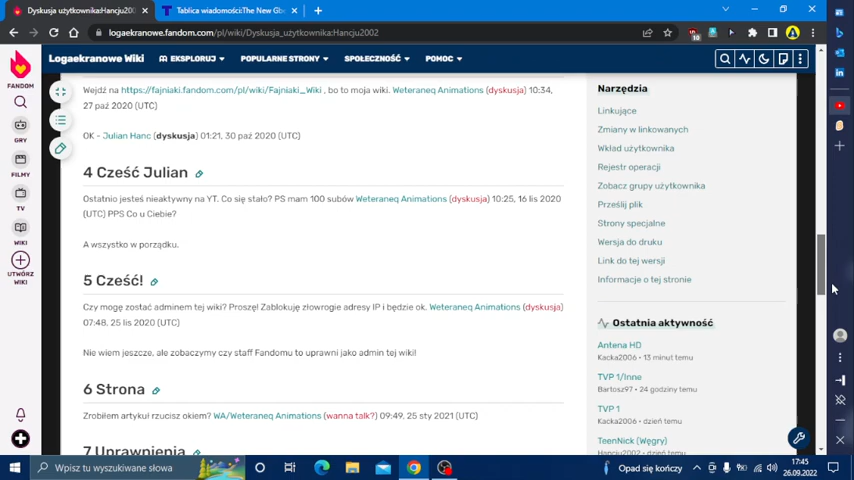 Dyskusja użytkownika:Hancju2002
Tablica wiadomości:The New Gbc
logaekranowe.fandom.com/pl/wiki/Dyskusja_użytkownika:Hancju2002
Logaekranowe Wiki
EKSPLORUJ
POPULARNE STRONY
SPOŁECZNOŚĆ
POMOC
FANDOM
GRY
FILMY
TV
WIKI
UTWÓRZ
WIKI
Wejdź na https://fajniaki.fandom.com/pl/wiki/Fajniaki_Wiki , bo to moja wiki. Weteraneq Animations (dyskusja) 10:34,
27 paź 2020 (UTC)
OK - Julian Hanc (dyskusja) 01:21, 30 paź 2020 (UTC)
4 Cześć Julian
Ostatnio jesteś nieaktywny na YT. Co się stało? PS mam 100 subów Weteraneq Animations (dyskusja) 10:25, 16 lis 2020
(UTC) PPS Co u Ciebie?
A wszystko w porządku.
5 Cześć!
Czy mogę zostać adminem tej wiki? Proszę! Zablokuję złowrogie adresy IP i będzie ok. Weteraneq Animations (dyskusja)
07:48, 25 lis 2020 (UTC)
Nie wiem jeszcze, ale zobaczymy czy staff Fandomu to uprawni jako admin tej wiki!
6 Strona
Zrobiłem artykuł rzucisz okiem? WA/Weteraneq Animations (wanna talk?) 09:49, 25 sty 2021 (UTC)
7 Uprawnienia
Narzędzia
Linkujące
Zmiany w linkowanych
Wkład użytkownika
Rejestr operacji
Zobacz grupy użytkownika
Prześlij plik
Strony specjalne
Wersja do druku
Link do tej wersji
Informacje o tej stronie
Ostatnia aktywność
Antena HD
Kacka2006 • 13 minut temu
TVP 1/Inne
Bartosz97 • 24 godziny temu
TVP 1
Kacka2006 • dzień temu
TeenNick (Węgry)
Hancju2002 • dzień temu
Wpisz tu wyszukiwane słowa
Opad się kończy
17:45
26.09.2022